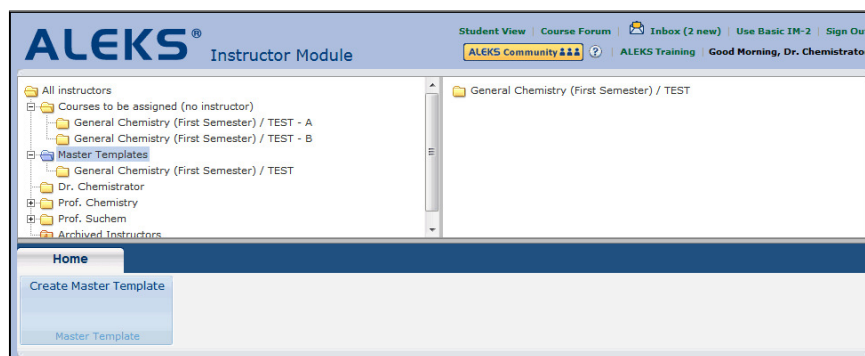 ALEKS® Instructor Module
Student View | Course Forum | Inbox (2 new) | Use Basic IM-2 | Sign Ou
ALEKS Community ? | ALEKS Training | Good Morning, Dr. Chemistrato
All instructors
Courses to be assigned (no instructor)
General Chemistry (First Semester) / TEST - A
General Chemistry (First Semester) / TEST - B
Master Templates
General Chemistry (First Semester) / TEST
Dr. Chemistrator
Prof. Chemistry
Prof. Suchem
Archived Instructors
General Chemistry (First Semester) / TEST
Home
Create Master Template
Master Template